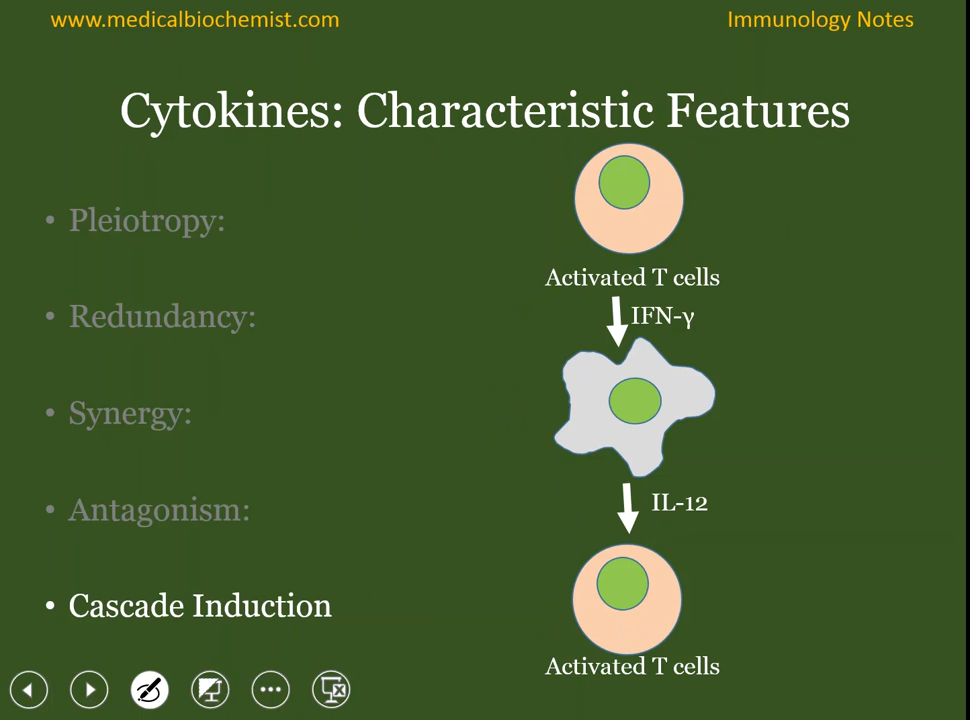 www.medicalbiochemist.com
Immunology Notes
Cytokines: Characteristic Features
• Pleiotropy:
• Redundancy:
• Synergy:
• Antagonism:
• Cascade Induction
Activated T cells
IFN-γ
IL-12
Activated T cells